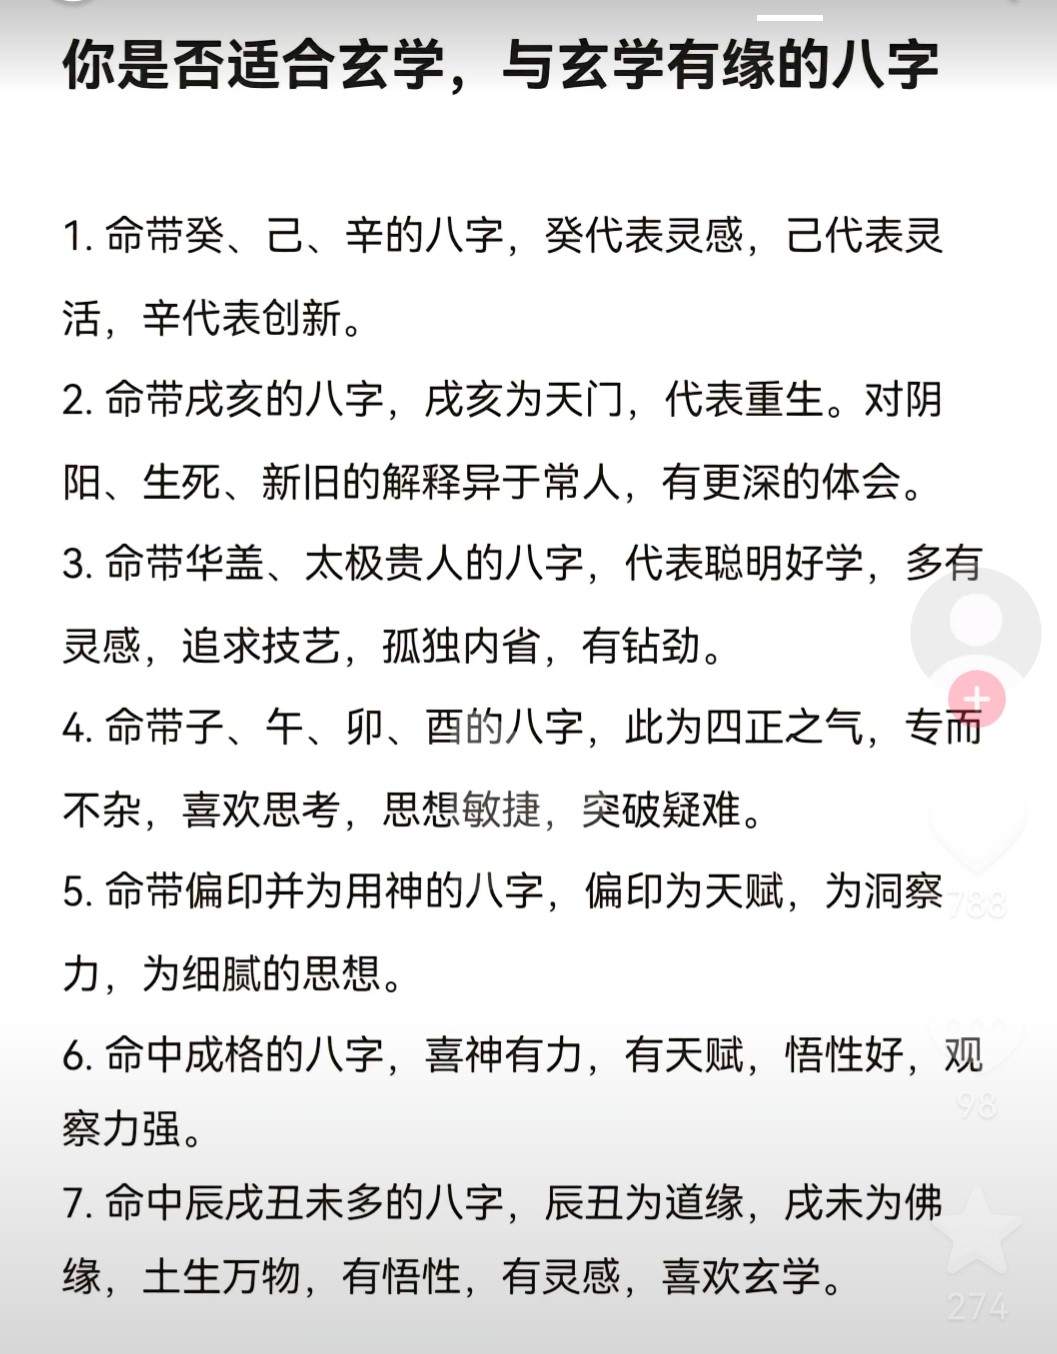 你是否适合玄学，与玄学有缘的八字
1. 命带癸、己、辛的八字，癸代表灵感，己代表灵
活，辛代表创新。
2. 命带戌亥的八字，戌亥为天门，代表重生。对阴
阳、生死、新旧的解释异于常人，有更深的体会。
3. 命带华盖、太极贵人的八字，代表聪明好学，多有
灵感，追求技艺，孤独内省，有钻劲。
4. 命带子、午、卯、酉的八字，此为四正之气，专而
不杂，喜欢思考，思想敏捷，突破疑难。
5. 命带偏印并为用神的八字，偏印为天赋，为洞察
788
力，为细腻的思想。
6. 命中成格的八字，喜神有力，有天赋，悟性好，观
98
察力强。
7. 命中辰戌丑未多的八字，辰丑为道缘，戌未为佛
缘，土生万物，有悟性，有灵感，喜欢玄学。
274